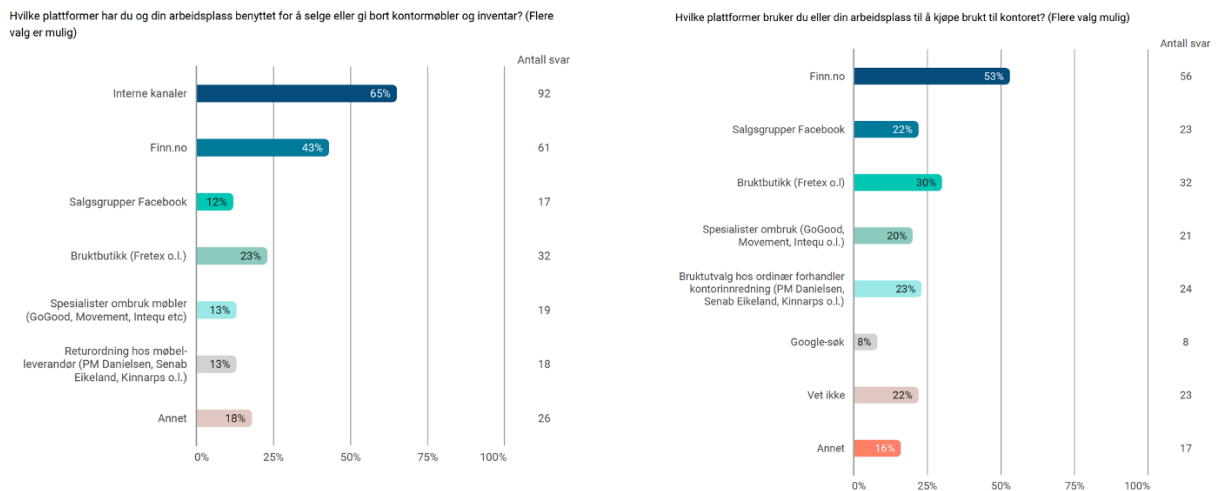 Hvilke plattformer har du og din arbeidsplass benyttet for å selge eller gi bort kontormøbler og inventar? (Flere
valg er mulig)
Antall svar
Interne kanaler
65%
92
Finn.no
43%
61
Salgsgrupper Facebook
12%
17
Bruktbutikk (Fretex o.l.)
23%
32
Spesialister ombruk møbler
(GoGood, Movement, Intequ etc)
13%
19
Returordning hos møbel-
leverandør (PM Danielsen, Senab
Eikeland, Kinnarps o.l.)
13%
18
Annet
18%
26
0%
25%
50%
75%
100%
Hvilke plattformer bruker du eller din arbeidsplass til å kjøpe brukt til kontoret? (Flere valg mulig)
Antall svar
Finn.no
53%
56
Salgsgrupper Facebook
22%
23
Bruktbutikk (Fretex o.l)
30%
32
Spesialister ombruk (GoGood,
Movement, Intequ o.l.)
20%
21
Bruktutvalg hos ordinær forhandler
kontorinnredning (PM Danielsen,
Senab Eikeland, Kinnarps o.l.)
23%
24
Google-søk
8%
8
Vet ikke
22%
23
Annet
16%
17
0%
25%
50%
75%
100%